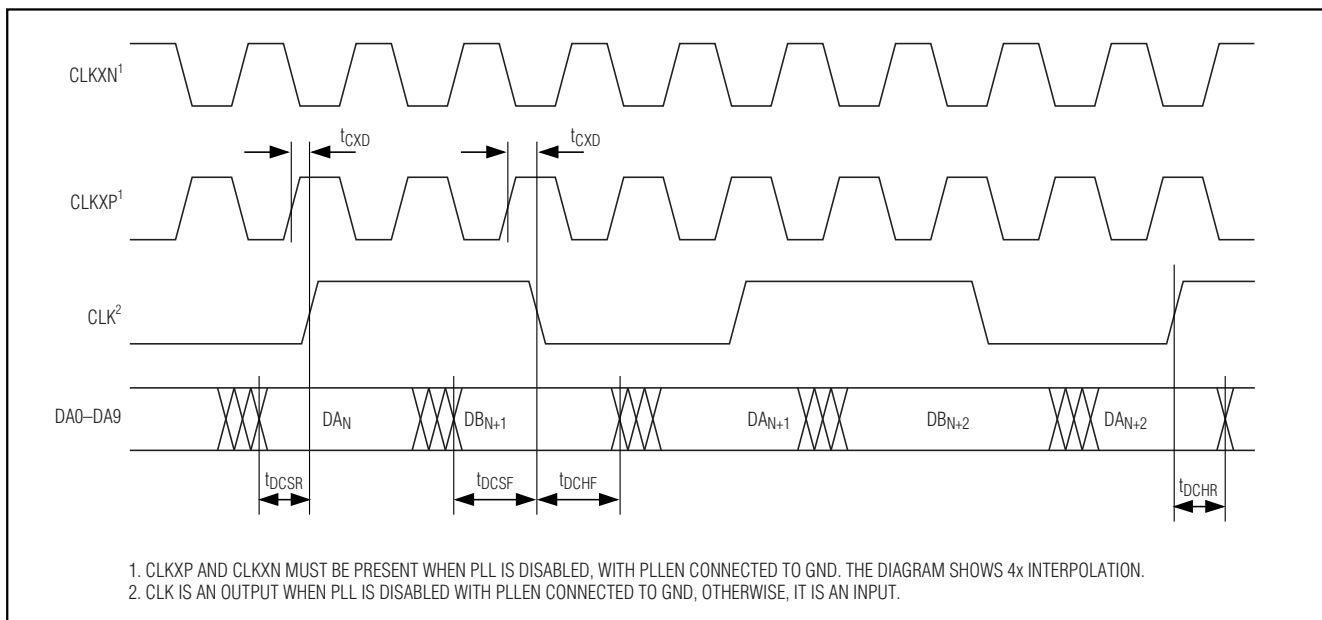 CLKXN¹
tCXD tCXD
CLKXP¹
CLK²
DA0–DA9 DAN DBN+1 DAN+1 DBN+2 DAN+2
tDCSR tDCSF tDCHF tDCHR
1. CLKXP AND CLKXN MUST BE PRESENT WHEN PLL IS DISABLED, WITH PLLEN CONNECTED TO GND. THE DIAGRAM SHOWS 4x INTERPOLATION.
2. CLK IS AN OUTPUT WHEN PLL IS DISABLED WITH PLLEN CONNECTED TO GND, OTHERWISE, IT IS AN INPUT.